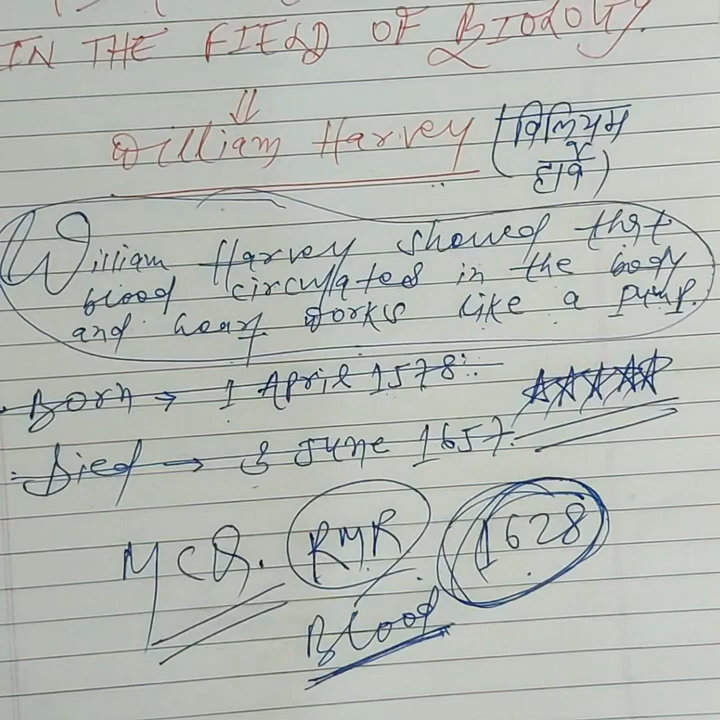 IN THE FIELD OF BIOLOGY.
⇓
William Harvey (विलियम
हार्वे)
William Harvey showed that
blood circulated in the body
and heart works like a pump.
Born → 1 April 1578
Died → 3 June 1657.
MCQ. RMR 1628
Blood